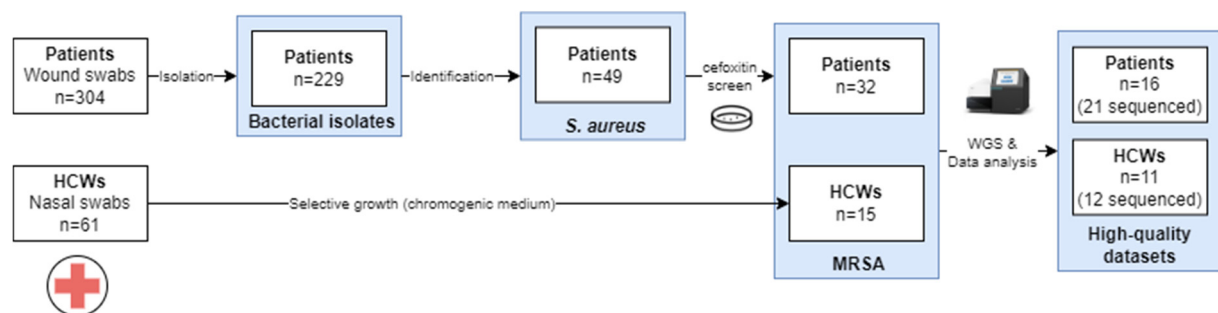 Patients
Wound swabs
n=304
Isolation
Patients
n=229
Bacterial isolates
Identification
Patients
n=49
S. aureus
cefoxitin
screen
Patients
n=32
HCWs
Nasal swabs
n=61
Selective growth (chromogenic medium)
HCWs
n=15
MRSA
WGS &
Data analysis
Patients
n=16
(21 sequenced)
HCWs
n=11
(12 sequenced)
High-quality
datasets